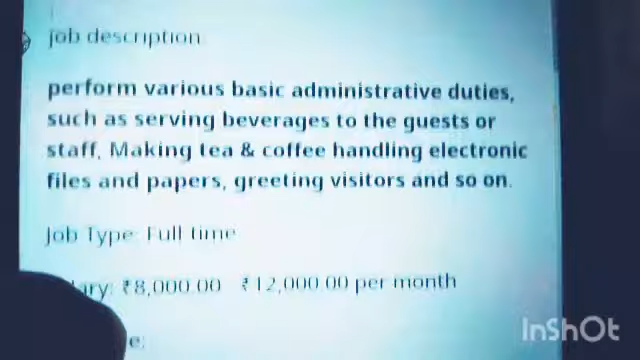 Job description
perform various basic administrative duties,
such as serving beverages to the guests or
staff, Making tea & coffee handling electronic
files and papers, greeting visitors and so on.
Job Type: Full time
₹8,000.00 ₹12,000.00 per month
InShOt